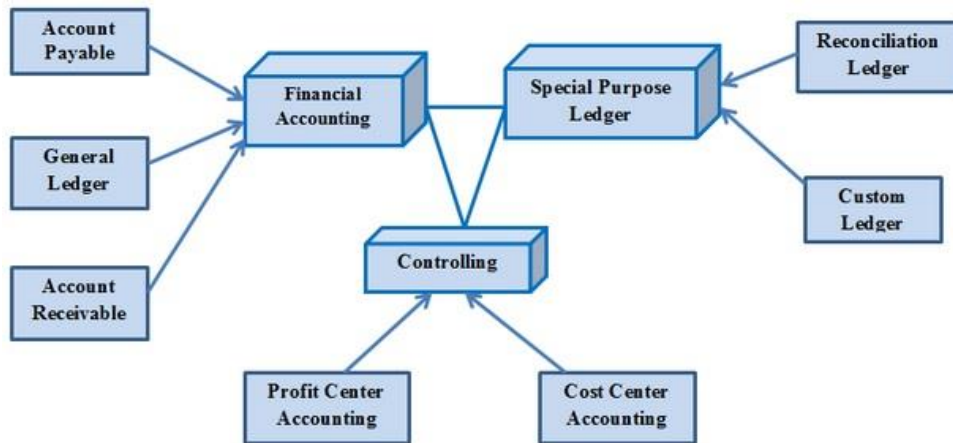 Account
Payable
Financial
Accounting
Special Purpose
Ledger
Reconciliation
Ledger
General
Ledger
Custom
Ledger
Account
Receivable
Controlling
Profit Center
Accounting
Cost Center
Accounting